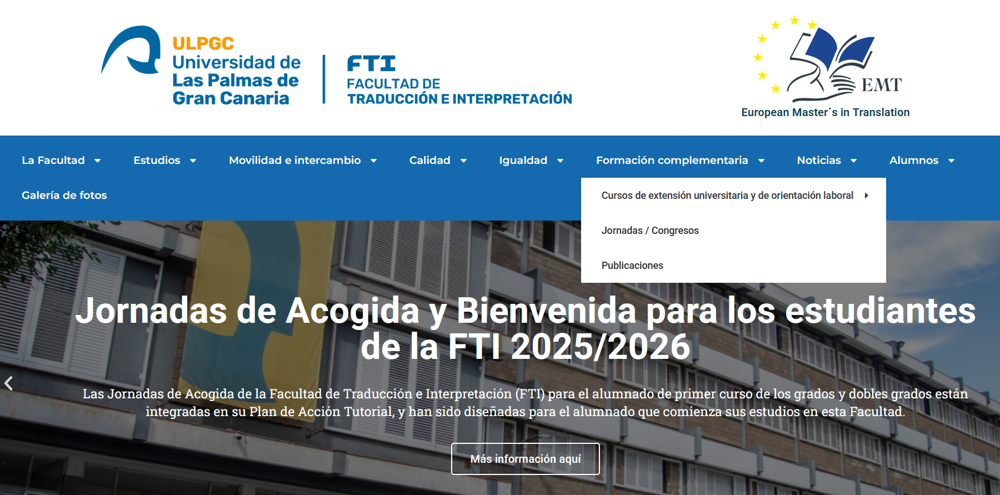 ULPGC
Universidad de
Las Palmas de
Gran Canaria
FTI
FACULTAD DE
TRADUCCIÓN E INTERPRETACIÓN
EMT
European Master´s in Translation
La Facultad
Estudios
Movilidad e intercambio
Calidad
Igualdad
Formación complementaria
Noticias
Alumnos
Galería de fotos
Cursos de extensión universitaria y de orientación laboral
Jornadas / Congresos
Publicaciones
Jornadas de Acogida y Bienvenida para los estudiantes
de la FTI 2025/2026
Las Jornadas de Acogida de la Facultad de Traducción e Interpretación (FTI) para el alumnado de primer curso de los grados y dobles grados están
integradas en su Plan de Acción Tutorial, y han sido diseñadas para el alumnado que comienza sus estudios en esta Facultad.
Más información aquí